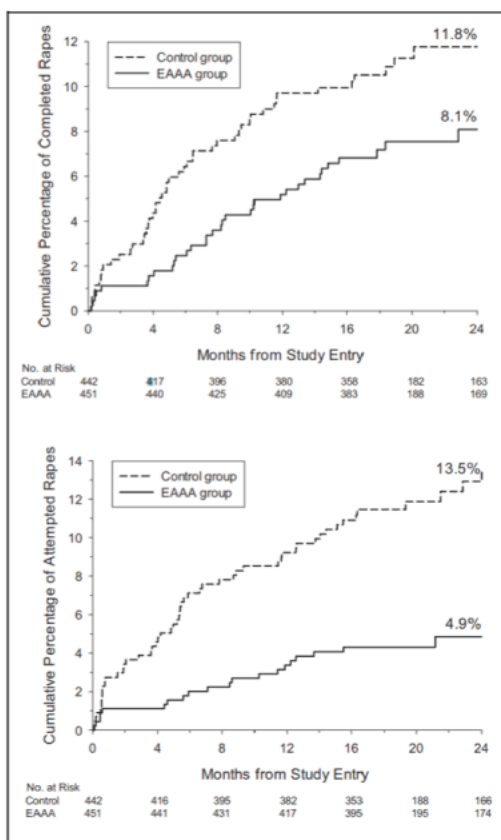 Cumulative Percentage of Completed Rapes
12
10
8
6
4
2
0
Control group
EAAA group
11.8%
8.1%
0 4 8 12 16 20 24
Months from Study Entry
No. at Risk
Control 442 417 396 380 358 182 163
EAAA 451 440 425 409 383 188 169
Cumulative Percentage of Attempted Rapes
14
12
10
8
6
4
2
0
Control group
EAAA group
13.5%
4.9%
0 4 8 12 16 20 24
Months from Study Entry
No. at Risk
Control 442 416 395 382 353 188 166
EAAA 451 441 431 417 395 195 174